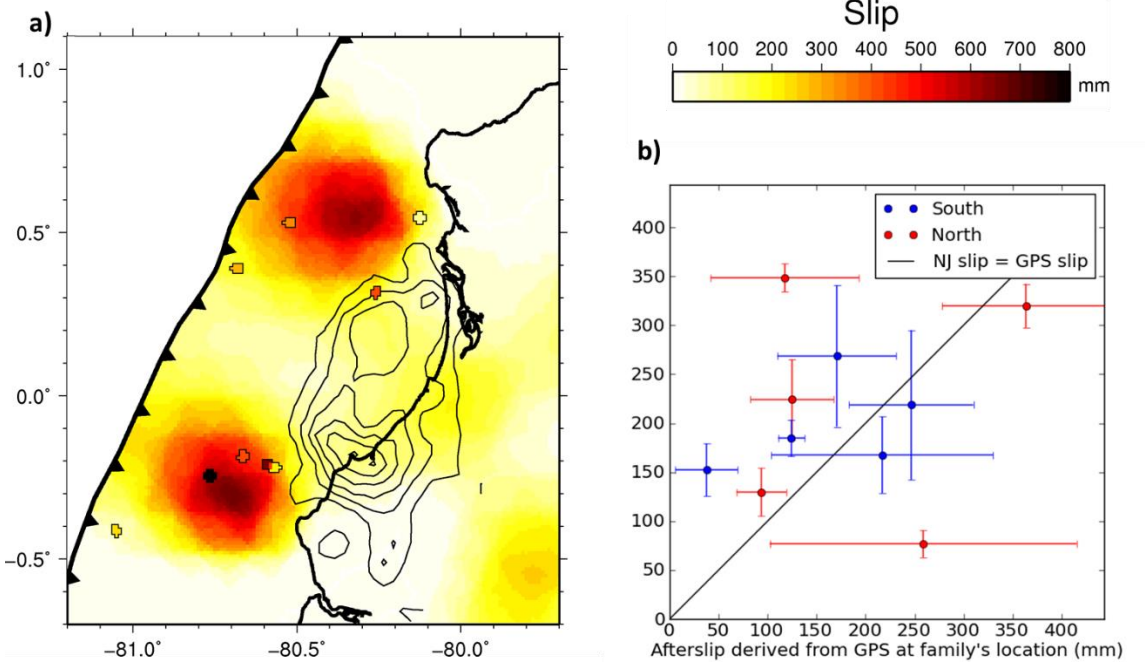 a)
1.0°
0.5°
0.0°
−0.5°
−81.0°
−80.5°
−80.0°
Slip
0 100 200 300 400 500 600 700 800
mm
b)
South
North
NJ slip = GPS slip
400
350
300
250
200
150
100
50
0
0 50 100 150 200 250 300 350 400
Afterslip derived from GPS at family's location (mm)